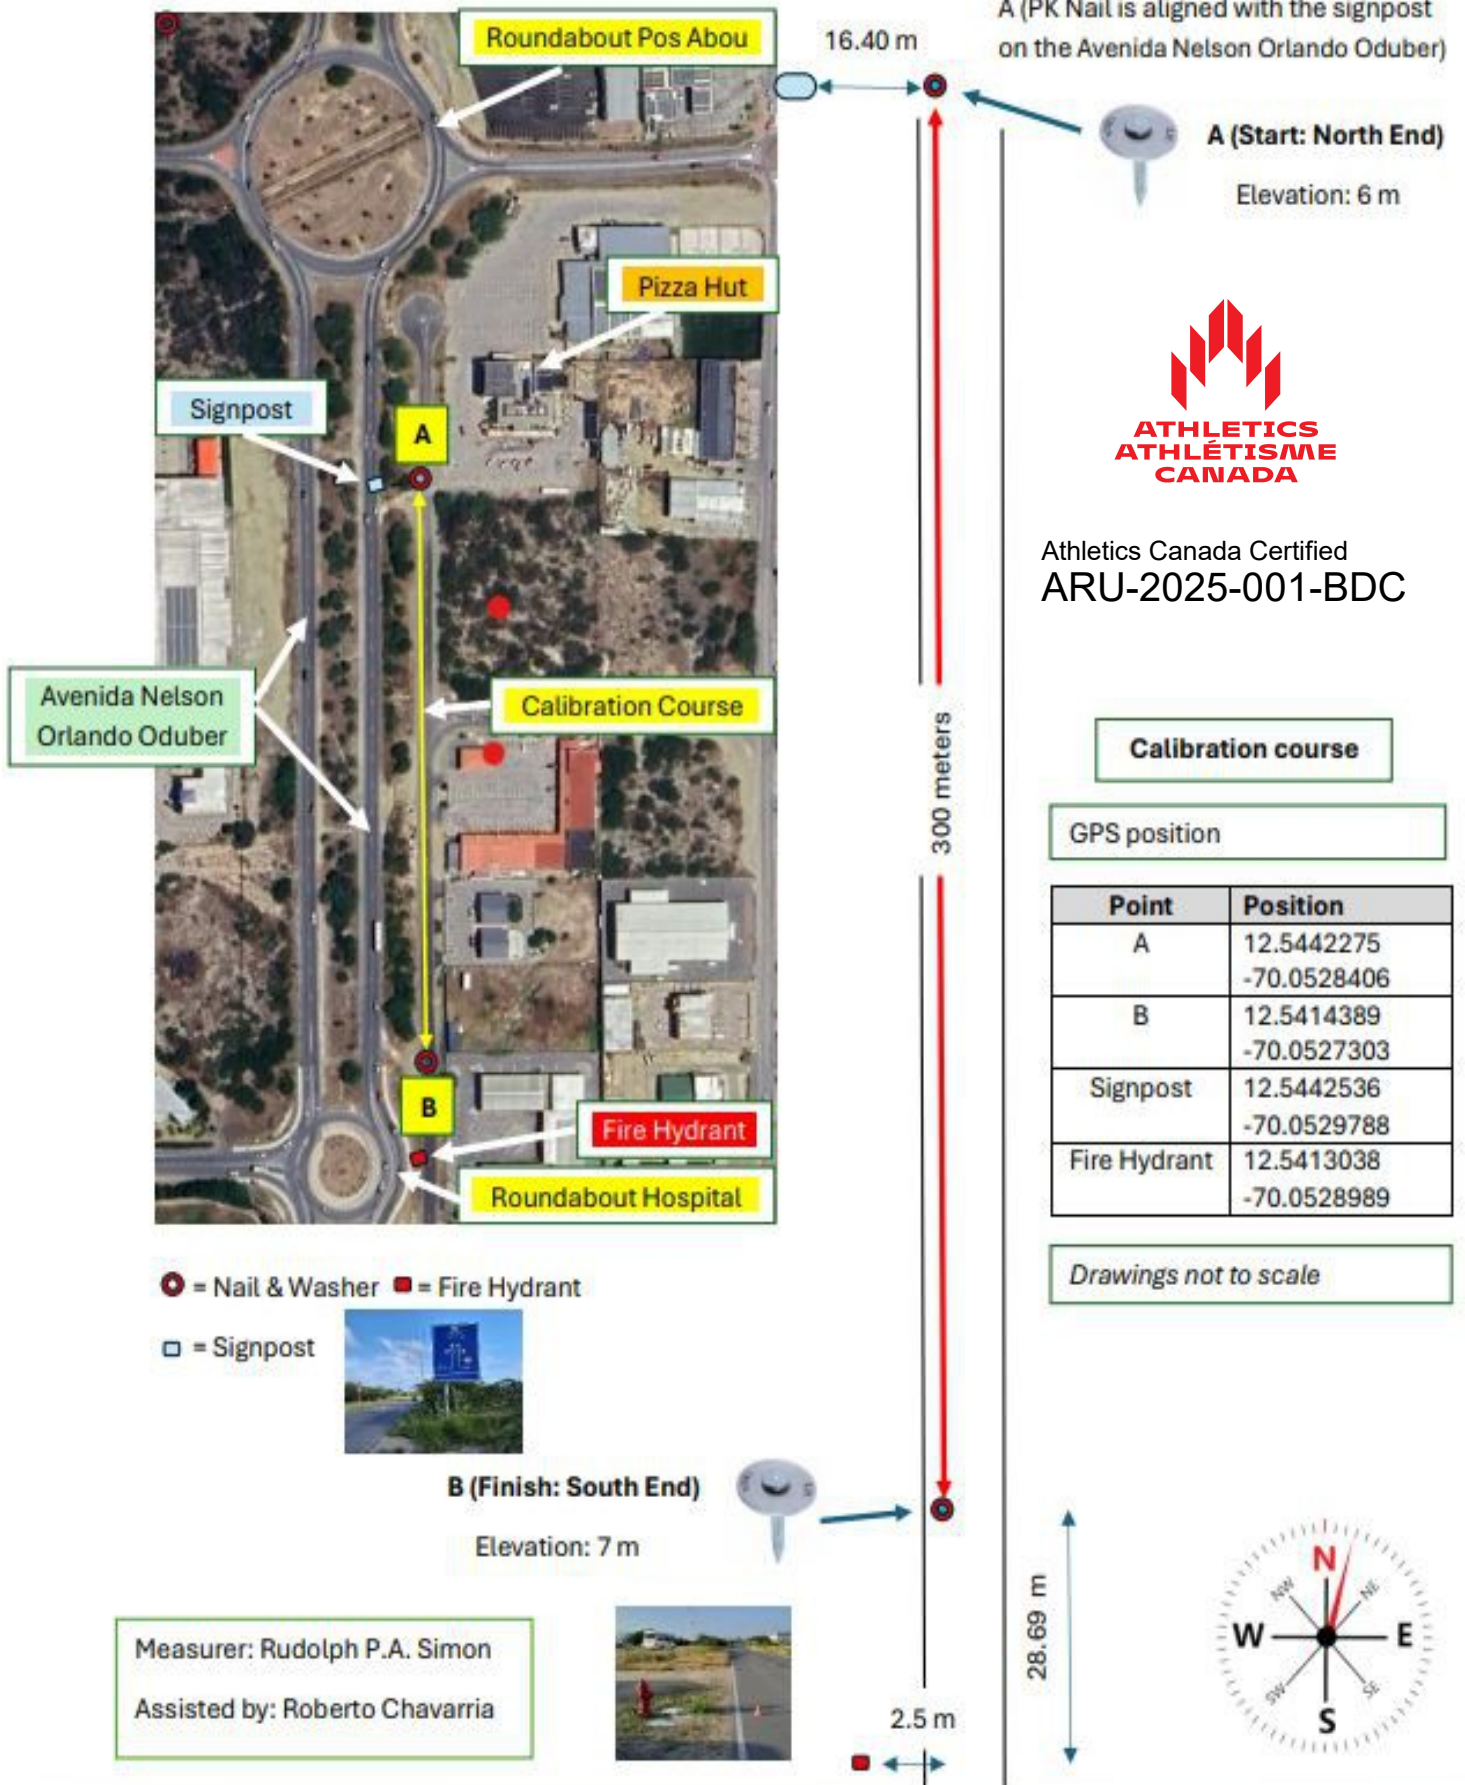 A (PK Nail is aligned with the signpost
on the Avenida Nelson Orlando Oduber)
Roundabout Pos Abou
16.40 m
A (Start: North End)
Elevation: 6 m
Pizza Hut
Signpost
A
ATHLETICS
ATHLÉTISME
CANADA
Athletics Canada Certified
ARU-2025-001-BDC
Avenida Nelson
Orlando Oduber
Calibration Course
300 meters
Calibration course
GPS position
Point Position
A 12.5442275
-70.0528406
B 12.5414389
-70.0527303
Signpost 12.5442536
-70.0529788
Fire Hydrant 12.5413038
-70.0528989
B
Fire Hydrant
Roundabout Hospital
Drawings not to scale
= Nail & Washer = Fire Hydrant
= Signpost
B (Finish: South End)
Elevation: 7 m
28.69 m
N
NW NE
W E
SW SE
S
Measurer: Rudolph P.A. Simon
Assisted by: Roberto Chavarria
2.5 m